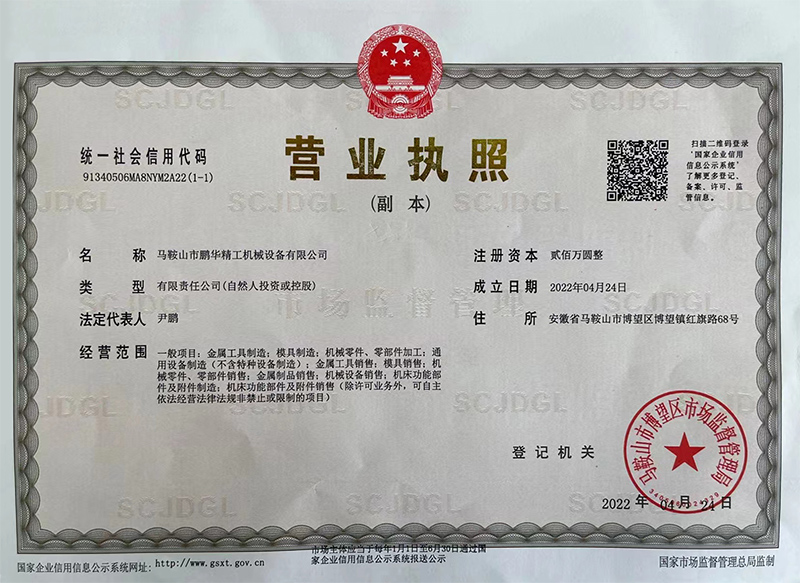 营业执照
(副本)
统一社会信用代码
91340506MA8NYM2A22(1-1)
扫描二维码登录
‘国家企业信用
信息公示系统’
了解更多登记、
备案、许可、监
管信息。
名称 马鞍山市鹏华精工机械设备有限公司
类型 有限责任公司(自然人投资或控股)
法定代表人 尹鹏
经营范围 一般项目：金属工具制造；模具制造；机械零件、零部件加工；通
用设备制造（不含特种设备制造）；金属工具销售；模具销售；机
械零件、零部件销售；金属制品销售；机械设备销售；机床功能部
件及附件制造；机床功能部件及附件销售（除许可业务外，可自主
依法经营法律法规非禁止或限制的项目）
注册资本 贰佰万圆整
成立日期 2022年04月24日
住所 安徽省马鞍山市博望区博望镇红旗路68号
登记机关
马鞍山市博望区市场监督管理局
2022年04月24日
国家企业信用信息公示系统网址：http://www.gsxt.gov.cn
市场主体应当于每年1月1日至6月30日通过国
家企业信用信息公示系统报送公示
国家市场监督管理总局监制
SCJDGL
市场监督管理